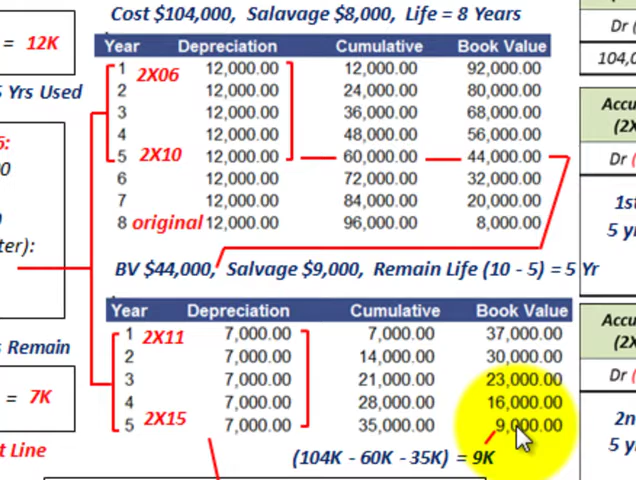 Cost $104,000, Salavage $8,000, Life = 8 Years
Dr (
= 12K
Year Depreciation Cumulative Book Value
104,0
1 2X06 12,000.00 12,000.00 92,000.00
2 12,000.00 24,000.00 80,000.00
5 Yrs Used
Accu
3 12,000.00 36,000.00 68,000.00
(2X
4 12,000.00 48,000.00 56,000.00
6:
5 2X10 12,000.00 60,000.00 44,000.00
Dr (
00
6 12,000.00 72,000.00 32,000.00
7 12,000.00 84,000.00 20,000.00
1st
8 original 12,000.00 96,000.00 8,000.00
5 yr
ter):
BV $44,000, Salvage $9,000, Remain Life (10 - 5) = 5 Yr
Year Depreciation Cumulative Book Value
Accu
1 2X11 7,000.00 7,000.00 37,000.00
(2X
s Remain
2 7,000.00 14,000.00 30,000.00
3 7,000.00 21,000.00 23,000.00
Dr (
= 7K
4 7,000.00 28,000.00 16,000.00
5 2X15 7,000.00 35,000.00 9,000.00
2n
t Line
(104K - 60K - 35K) = 9K
5 ye